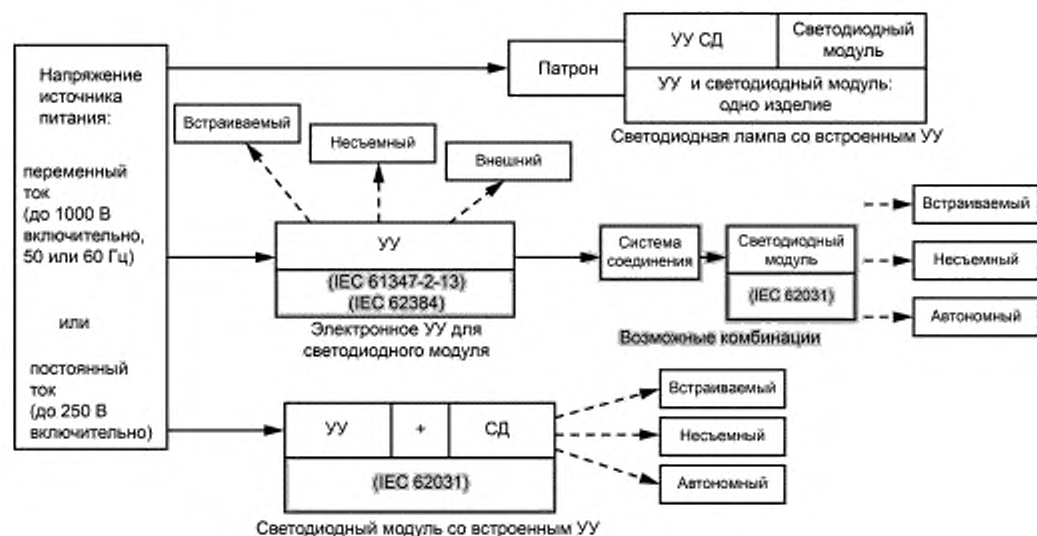 Напряжение
источника
питания:
переменный
ток
(до 1000 В
включительно,
50 или 60 Гц)
или
постоянный
ток
(до 250 В
включительно)
Патрон
УУ СД
Светодиодный
модуль
УУ и светодиодный модуль:
одно изделие
Светодиодная лампа со встроенным УУ
Встраиваемый
Несъемный
Внешний
УУ
(IEC 61347-2-13)
(IEC 62384)
Электронное УУ для
светодиодного модуля
Система
соединения
Светодиодный
модуль
(IEC 62031)
Возможные комбинации
Встраиваемый
Несъемный
Автономный
УУ
+
СД
(IEC 62031)
Светодиодный модуль со встроенным УУ
Встраиваемый
Несъемный
Автономный